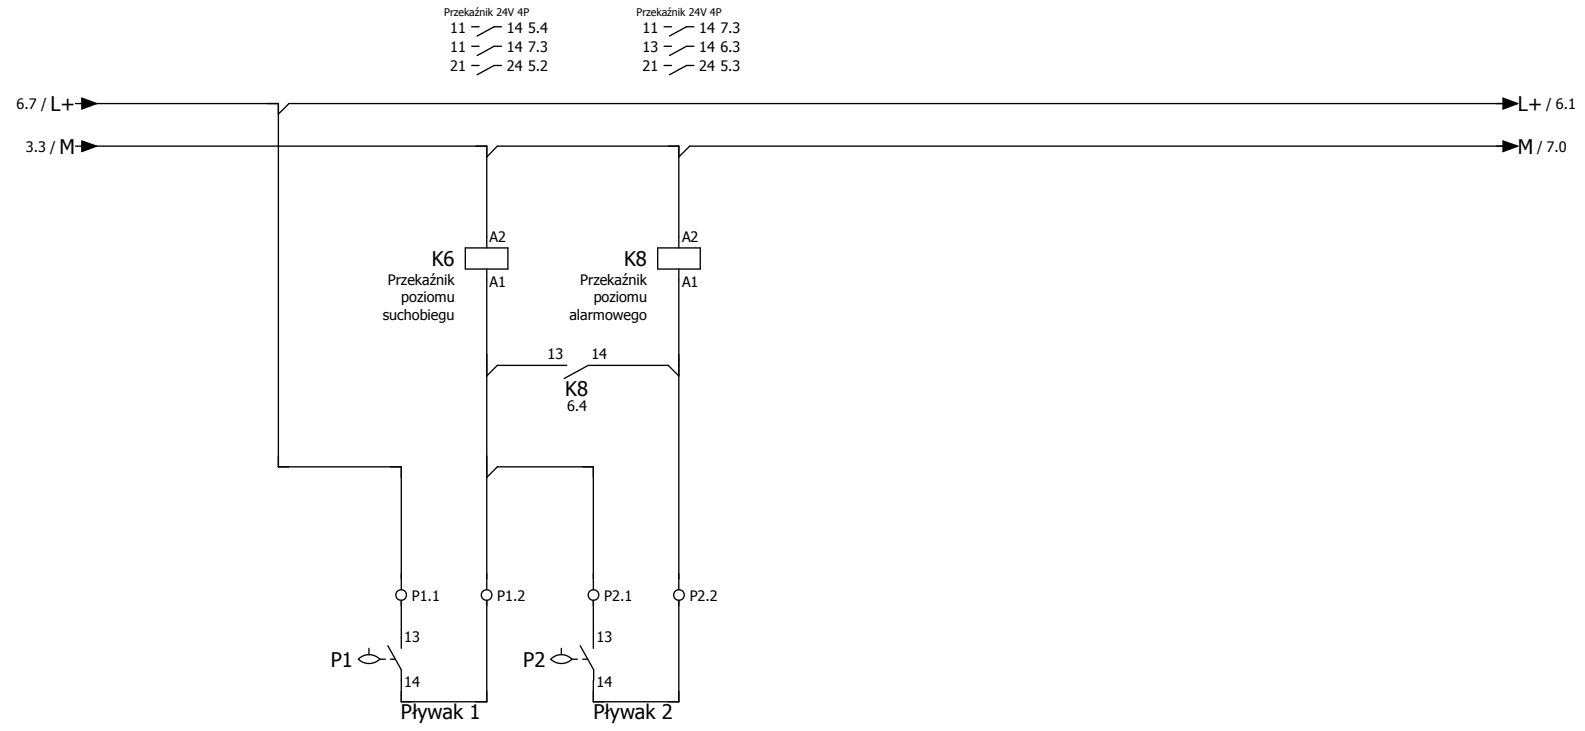 Przekaźnik 24V 4P
11 14 5.4
11 14 7.3
21 24 5.2
Przekaźnik 24V 4P
11 14 7.3
13 14 6.3
21 24 5.3
6.7 / L+
L+ / 6.1
3.3 / M
M / 7.0
A2
K6
A1
Przekaźnik
poziomu
suchobiegu
A2
K8
A1
Przekaźnik
poziomu
alarmowego
13 14
K8
6.4
P1.1
P1.2
P2.1
P2.2
13
P1
14
Pływak 1
13
P2
14
Pływak 2